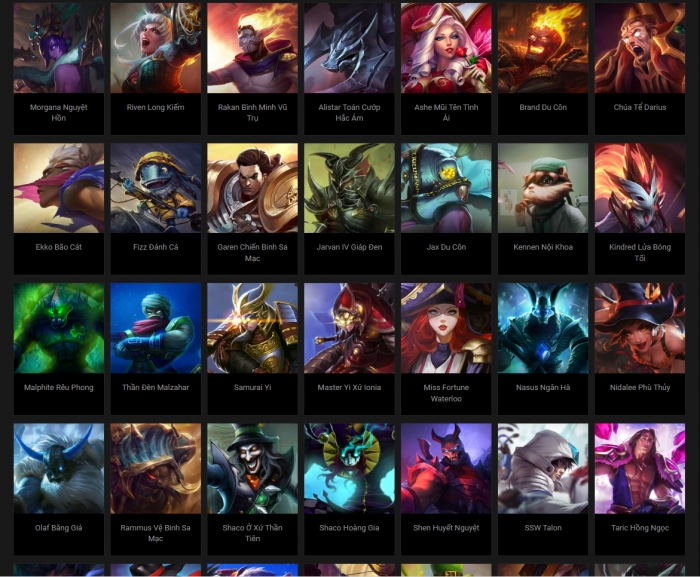 Morgana Nguyệt
Hồn
Riven Long Kiếm
Rakan Bình Minh Vũ
Trụ
Alistar Toán Cướp
Hắc Ám
Ashe Mũi Tên Tình
Ái
Brand Du Côn
Chúa Tể Darius
Ekko Bão Cát
Fizz Đánh Cá
Garen Chiến Binh Sa
Mạc
Jarvan IV Giáp Đen
Jax Du Côn
Kennen Nội Khoa
Kindred Lửa Bóng
Tối
Malphite Rêu Phong
Thần Đèn Malzahar
Samurai Yi
Master Yi Xứ Ionia
Miss Fortune
Waterloo
Nasus Ngân Hà
Nidalee Phù Thủy
Olaf Băng Giá
Rammus Vệ Binh Sa
Mạc
Shaco Ở Xứ Thần
Tiên
Shaco Hoàng Gia
Shen Huyết Nguyệt
SSW Talon
Taric Hồng Ngọc